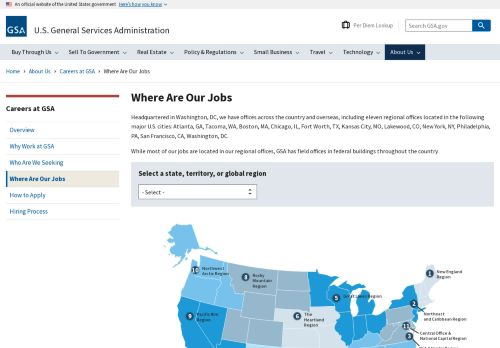 An official website of the United States government Here's how you know
GSA
U.S. General Services Administration
Per Diem Lookup
Search GSA.gov
Buy Through Us
Sell To Government
Real Estate
Policy & Regulations
Small Business
Travel
Technology
About Us
Home › About Us › Careers at GSA › Where Are Our Jobs
Careers at GSA
Overview
Why Work at GSA
Who Are We Seeking
Where Are Our Jobs
How to Apply
Hiring Process
Where Are Our Jobs
Headquartered in Washington, DC, we have offices across the country and overseas, including eleven regional offices located in the following
major U.S. cities: Atlanta, GA, Tacoma, WA, Boston, MA, Chicago, IL, Fort Worth, TX, Kansas City, MO, Lakewood, CO, New York, NY, Philadelphia,
PA, San Francisco, CA, Washington, DC.
While most of our jobs are located in our regional offices, GSA has field offices in federal buildings throughout the country.
Select a state, territory, or global region
- Select -
10 Northwest /
Arctic Region
8 Rocky
Mountain
Region
1 New England
Region
5 Great Lakes Region
2
Northeast
and Caribbean Region
9 Pacific Rim
Region
6 The
Heartland
Region
11
Central Office &
National Capital Region
3